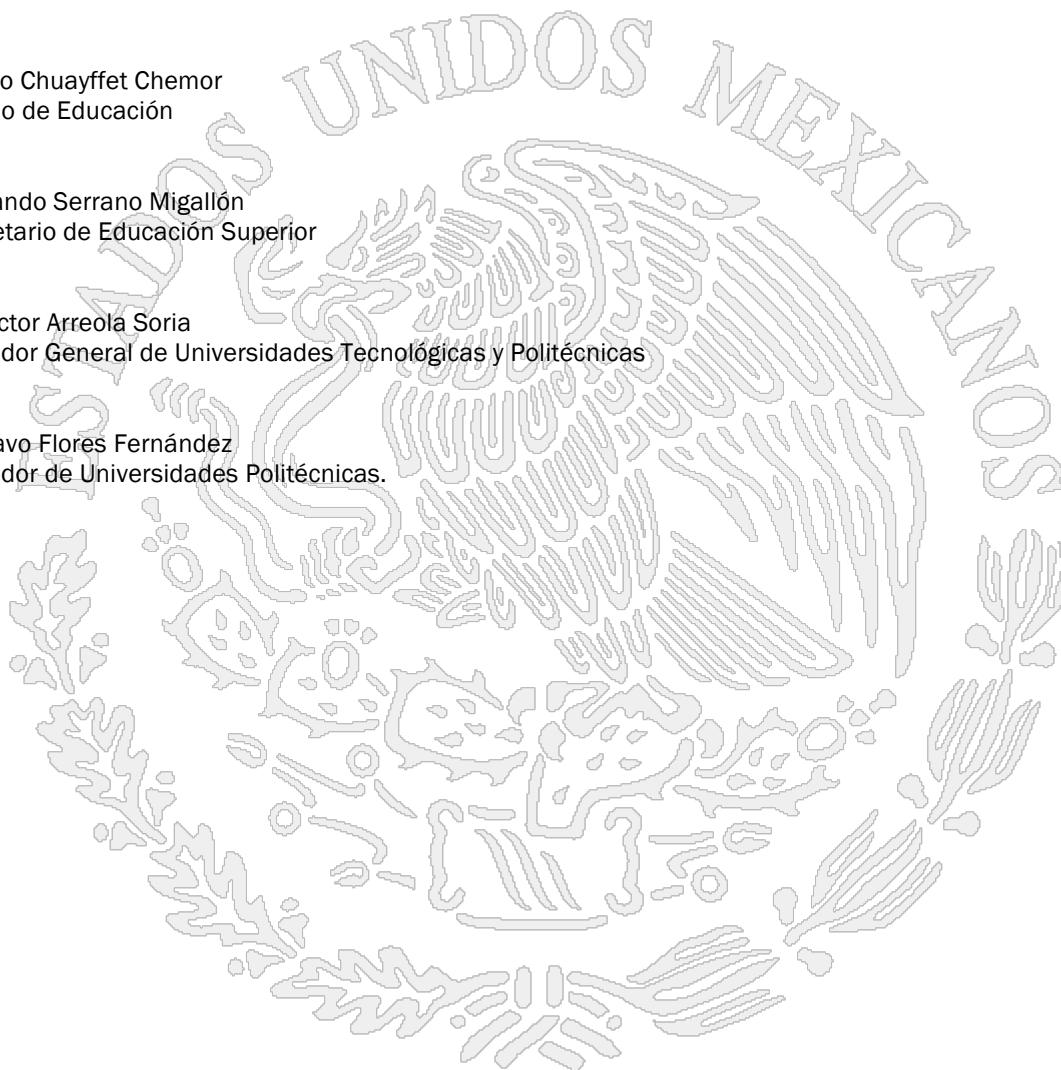 ESTADOS UNIDOS MEXICANOS
o Chuayffet Chemor
o de Educación
ando Serrano Migallón
etario de Educación Superior
ctor Arreola Soria
dor General de Universidades Tecnológicas y Politécnicas
avo Flores Fernández
dor de Universidades Politécnicas.